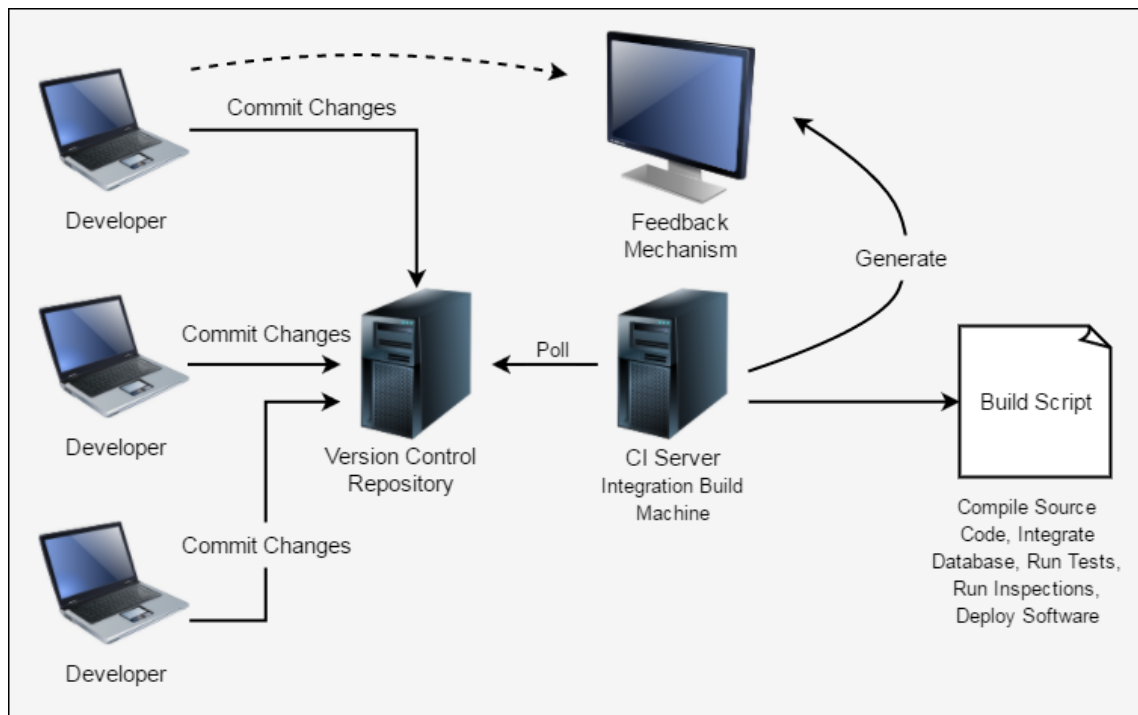 Commit Changes
Developer
Feedback
Mechanism
Generate
Commit Changes
Developer
Version Control
Repository
Poll
CI Server
Integration Build
Machine
Build Script
Compile Source
Code, Integrate
Database, Run Tests,
Run Inspections,
Deploy Software
Commit Changes
Developer